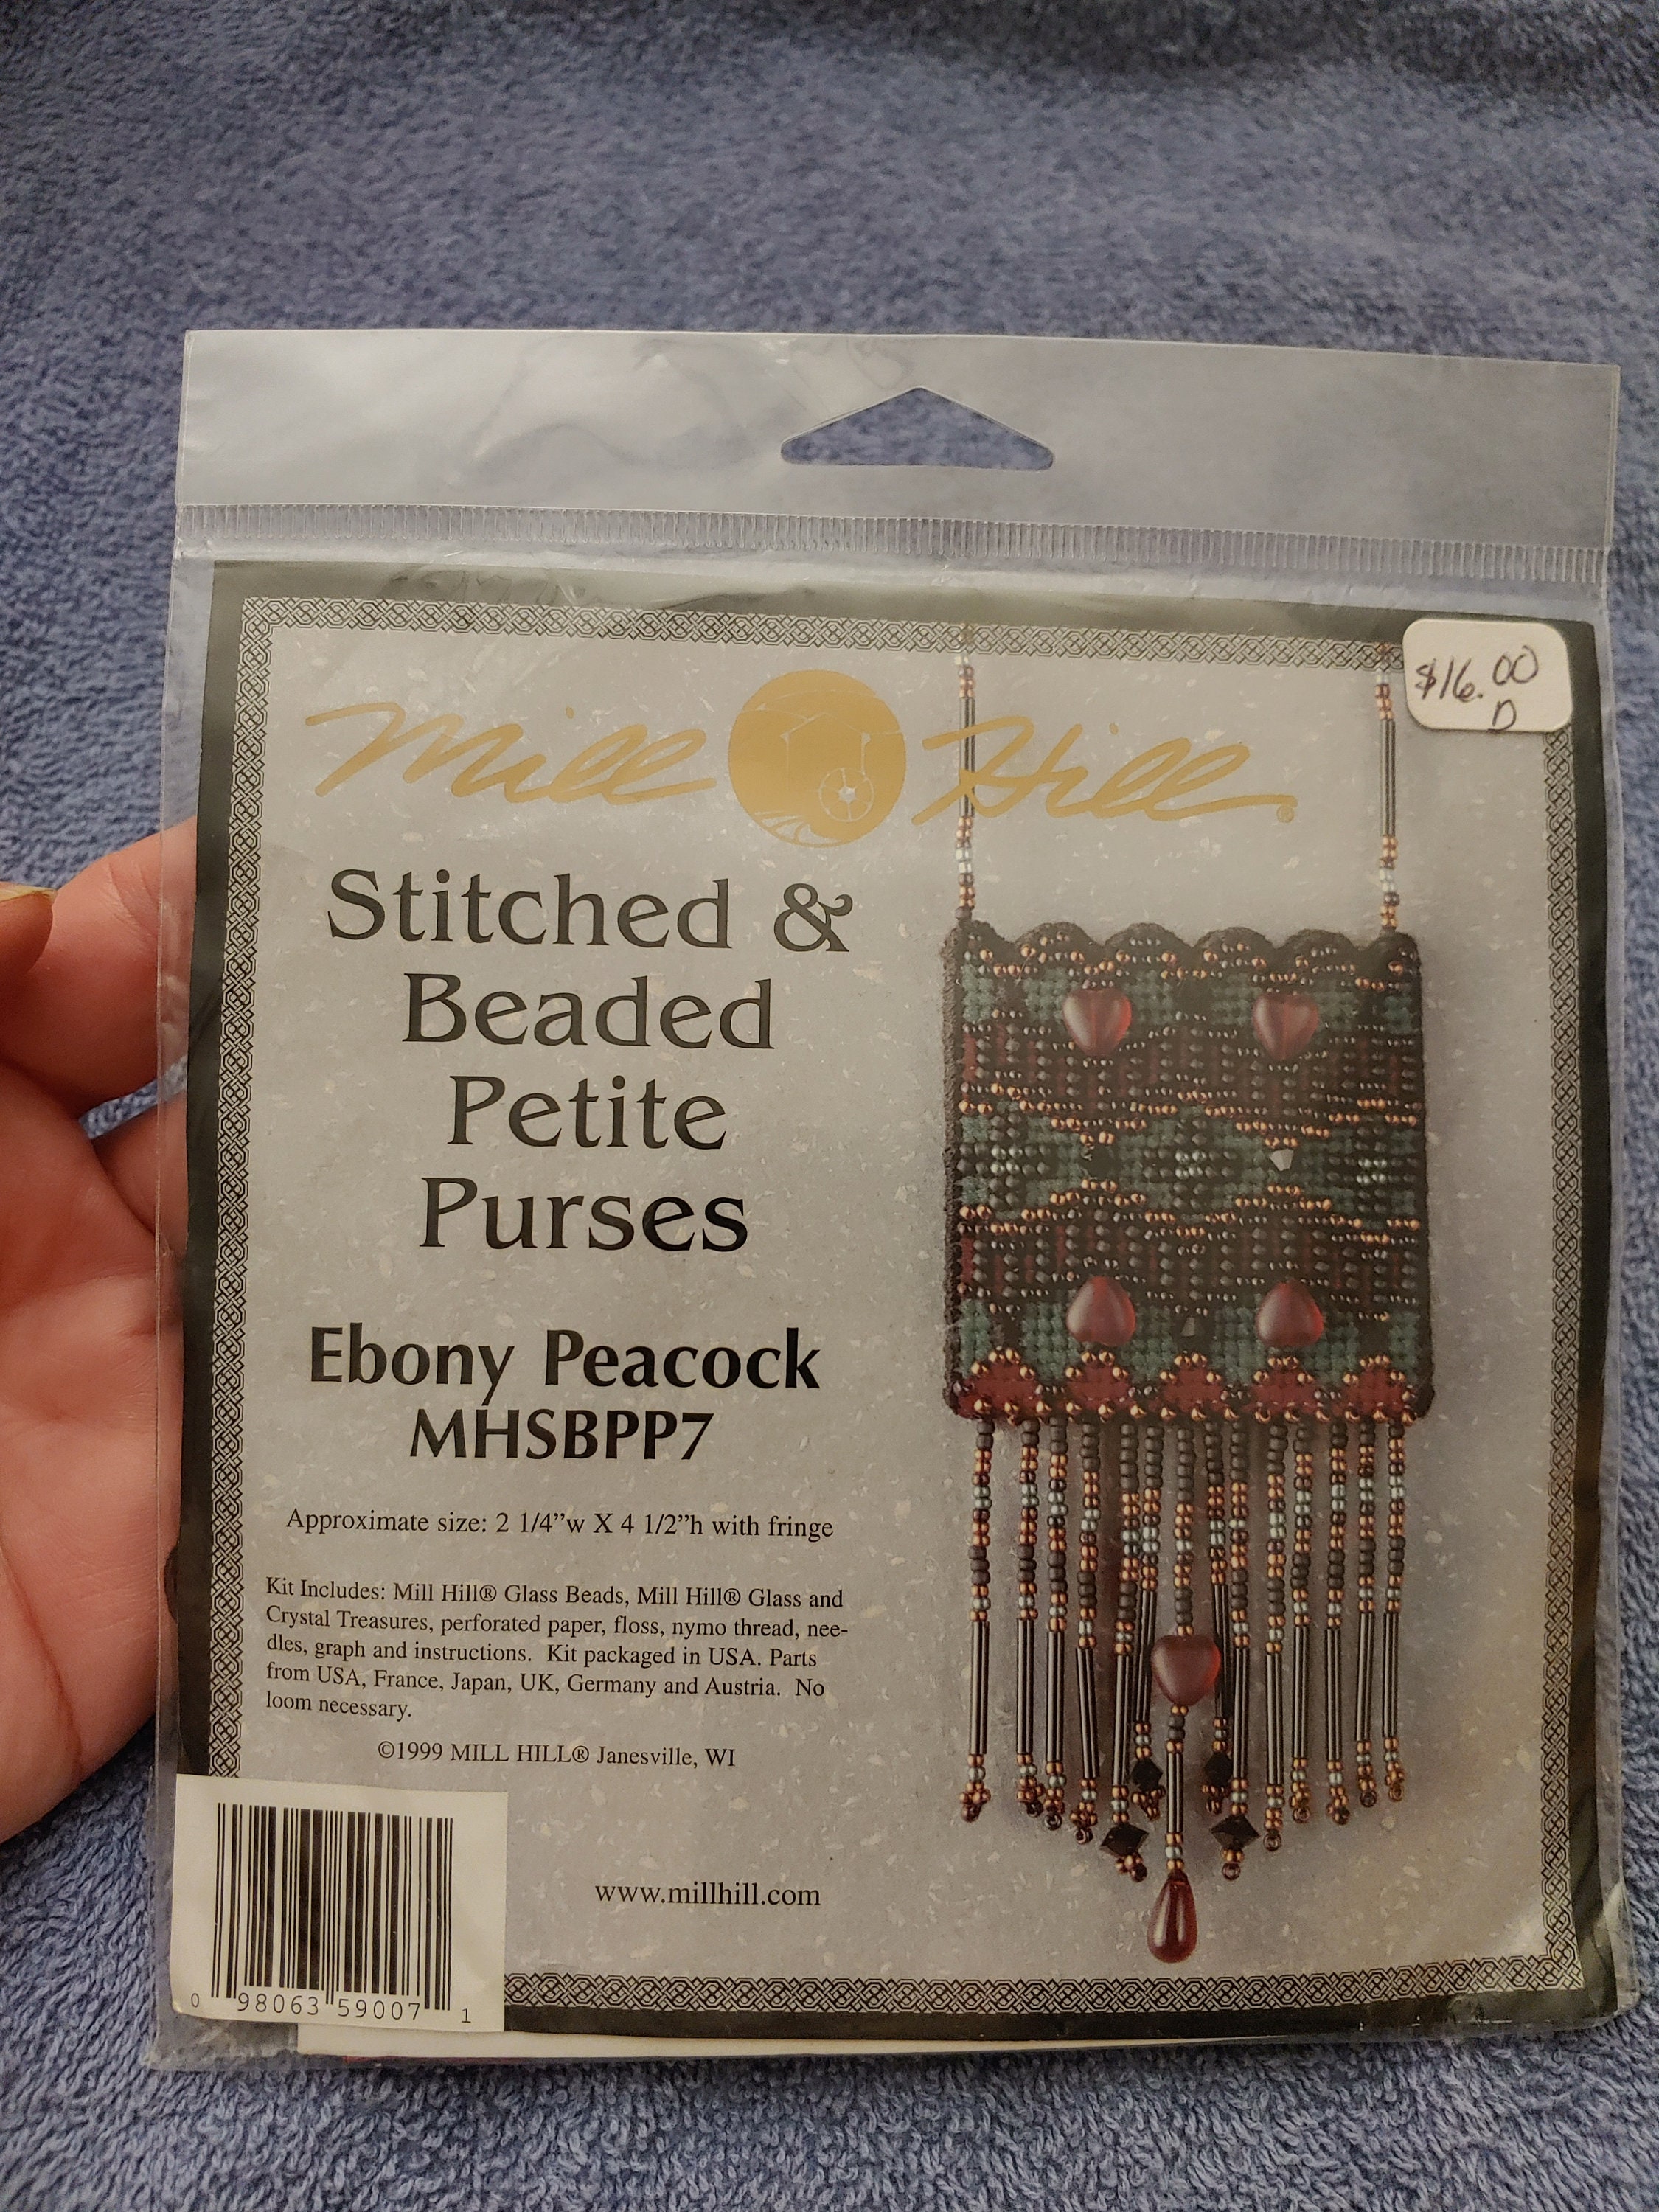 $16.00
D
Mill Hill®
Stitched &
Beaded
Petite
Purses
Ebony Peacock
MHSBPP7
Approximate size: 2 1/4”w X 4 1/2”h with fringe
Kit Includes: Mill Hill® Glass Beads, Mill Hill® Glass and
Crystal Treasures, perforated paper, floss, nymo thread, nee-
dles, graph and instructions.  Kit packaged in USA. Parts
from USA, France, Japan, UK, Germany and Austria.  No
loom necessary.
©1999 MILL HILL® Janesville, WI
www.millhill.com
0 98063 59007 1